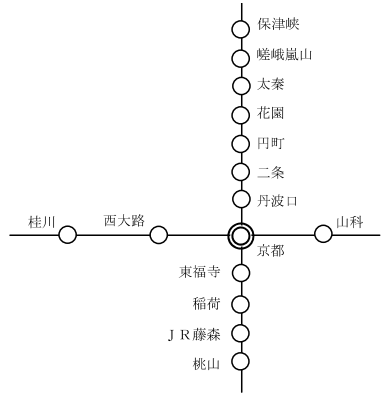 保津峡
嵯峨嵐山
太秦
花園
円町
二条
丹波口
桂川
西大路
山科
京都
東福寺
稲荷
ＪＲ藤森
桃山